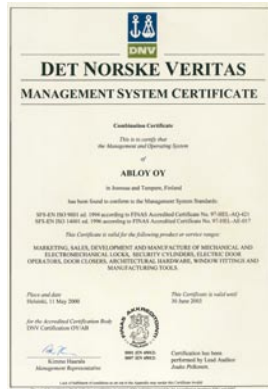 DNV
DET NORSKE VERITAS
MANAGEMENT SYSTEM CERTIFICATE
Combination Certificate
This is to certify that
the Management and Operating System
of
ABLOY OY
in Joensuu and Tampere, Finland
has been found to conform to the Management System Standards:
SFS-EN ISO 9001 ed. 1994 according to FINAS Accredited Certificate No. 97-HEL-AQ-421
SFS-EN ISO 14001 ed. 1996 according to FINAS Accredited Certificate No. 97-HEL-AE-017
This Certificate is valid for the following product or service ranges:
MARKETING, SALES, DEVELOPMENT AND MANUFACTURE OF MECHANICAL AND
ELECTROMECHANICAL LOCKS, SECURITY CYLINDERS, ELECTRIC DOOR
OPERATORS, DOOR CLOSERS, ARCHITECTURAL HARDWARE, WINDOW FITTINGS AND
MANUFACTURING TOOLS
Place and date
Helsinki, 11 May 2000
This Certificate is valid until
30 June 2003
for the Accredited Body
DNV Certification OY/AB
FINAS ACKREDITERING
Kimmo Haarala
Management Representative
Certification has been
performed by Lead Auditor
Jouko Pitkonen.